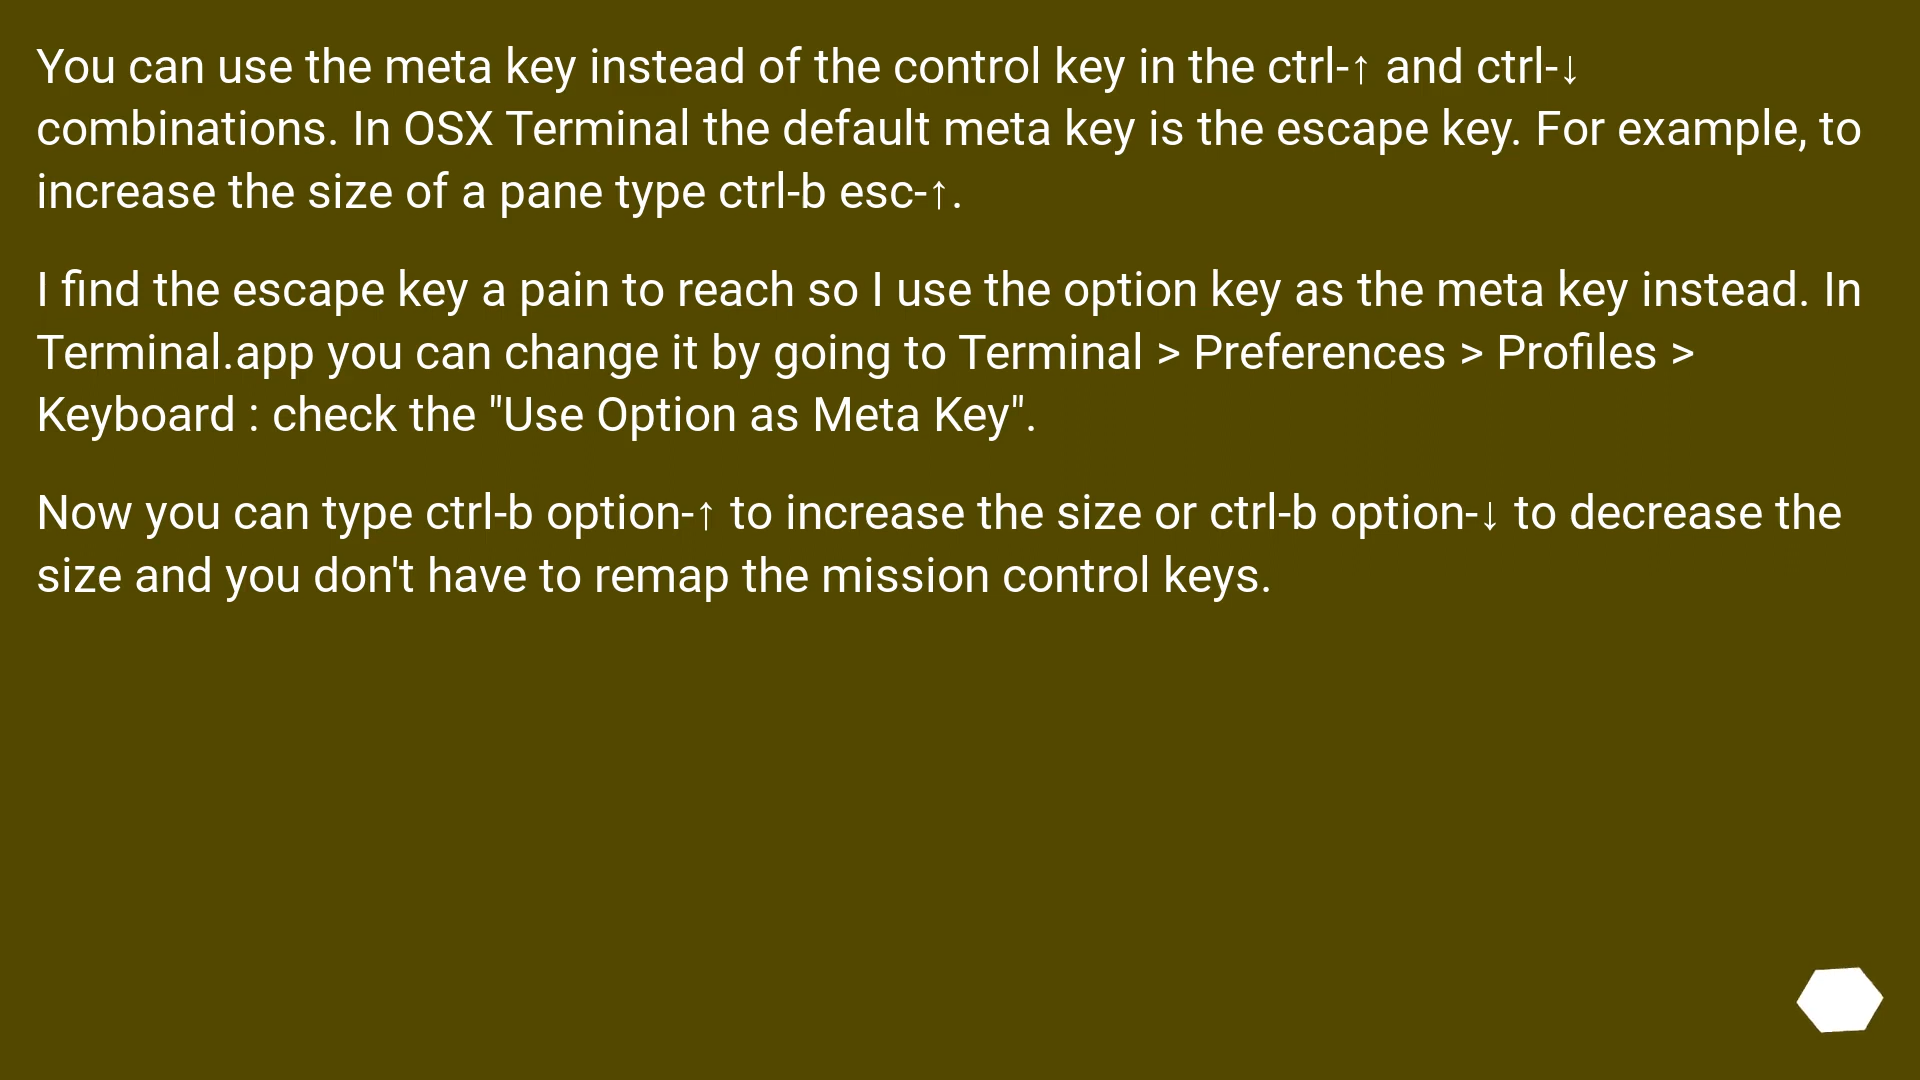 You can use the meta key instead of the control key in the ctrl-↑ and ctrl-↓
combinations. In OSX Terminal the default meta key is the escape key. For example, to
increase the size of a pane type ctrl-b esc-↑.
I find the escape key a pain to reach so I use the option key as the meta key instead. In
Terminal.app you can change it by going to Terminal > Preferences > Profiles >
Keyboard : check the "Use Option as Meta Key".
Now you can type ctrl-b option-↑ to increase the size or ctrl-b option-↓ to decrease the
size and you don't have to remap the mission control keys.